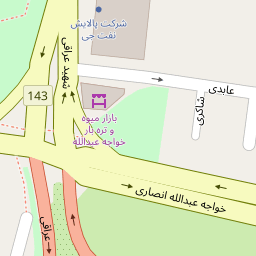 شرکت پالایش
نفت جی
شهید عراقی
عابدی
شاکری
143
بازار میوه
و تره بار
خواجه عبدالله
خواجه عبدالله انصاری
عراقی